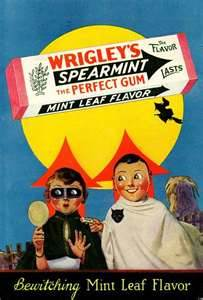 WRIGLEY'S
SPEARMINT
THE PERFECT GUM
MINT LEAF FLAVOR
The
FLAVOR
LASTS
Bewitching Mint Leaf Flavor